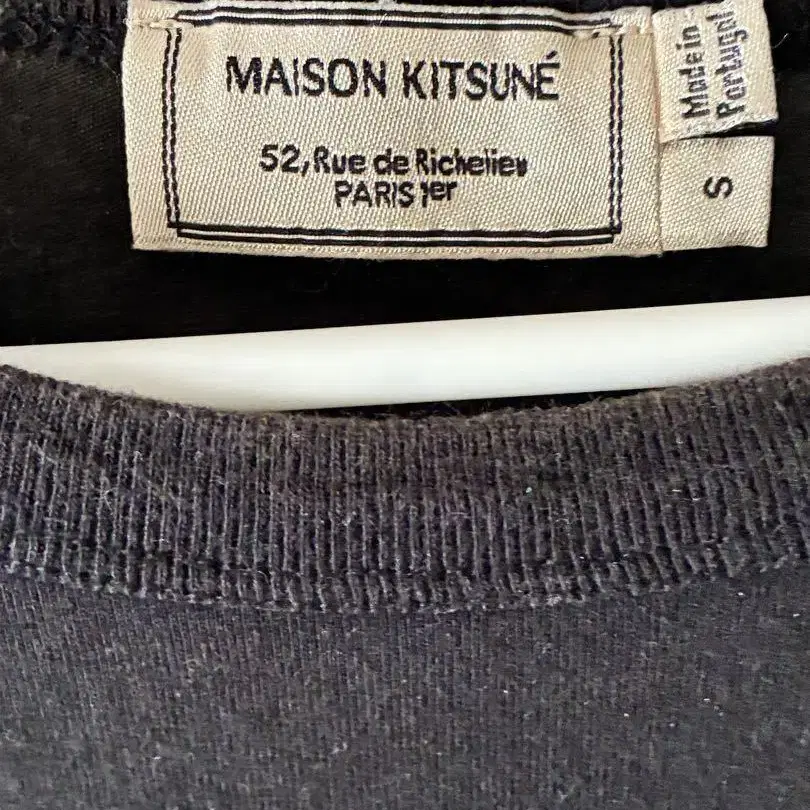 MAISON KITSUNÉ
52, Rue de Richelieu
PARIS 1er
Made in
Portugal
S